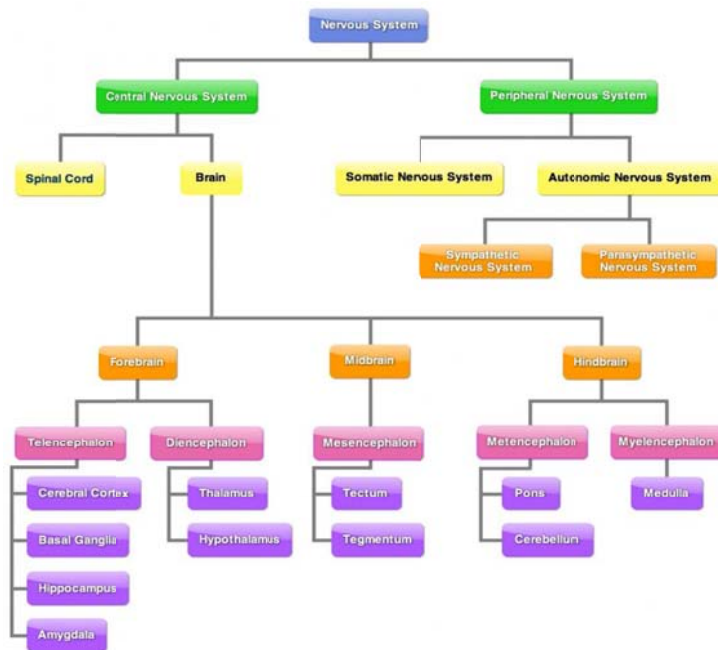 Nervous System
Central Nervous System
Peripheral Nervous System
Spinal Cord
Brain
Somatic Nervous System
Autonomic Nervous System
Sympathetic
Nervous System
Parasympathetic
Nervous System
Forebrain
Midbrain
Hindbrain
Telencephalon
Diencephalon
Mesencephalon
Metencephalon
Myelencephalon
Cerebral Cortex
Thalamus
Tectum
Pons
Medulla
Basal Ganglia
Hypothalamus
Tegmentum
Cerebellum
Hippocampus
Amygdala